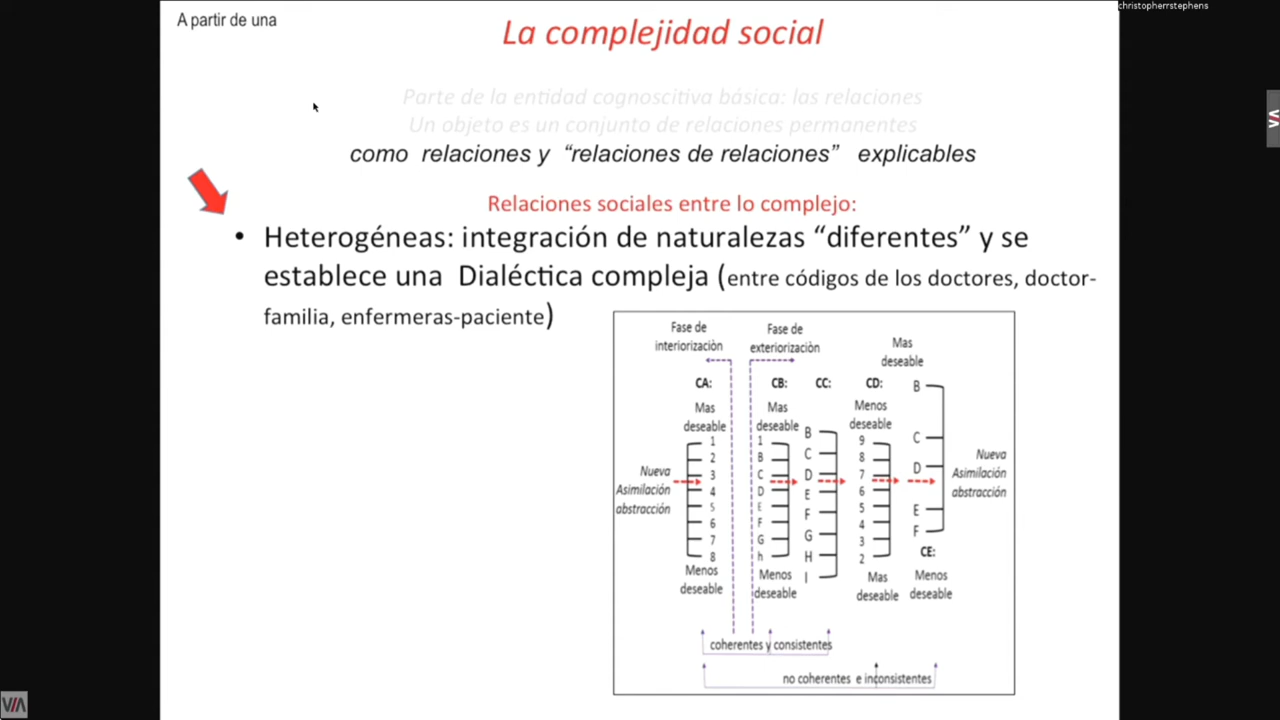 christopherrstephens
A partir de una
La complejidad social
Parte de la entidad cognoscitiva básica: las relaciones
Un objeto es un conjunto de relaciones permanentes
como relaciones y “relaciones de relaciones” explicables
Relaciones sociales entre lo complejo:
• Heterogéneas: integración de naturalezas “diferentes” y se
establece una Dialéctica compleja (entre códigos de los doctores, doctor-
familia, enfermeras-paciente)
Fase de
interiorizaciòn
Fase de
exteriorizaciòn
Mas
deseable
CA:
CB:
CC:
CD:
Mas
deseable
Mas
deseable
Menos
deseable
1
2
3
4
5
6
7
8
1
B
C
D
E
F
G
h
B
C
D
E
F
G
H
I
9
8
7
6
5
4
3
2
B
C
D
E
F
Nueva
Asimilación
abstracción
Nueva
Asimilación
abstracción
CE:
Menos
deseable
Menos
deseable
Mas
deseable
Menos
deseable
coherentes y consistentes
no coherentes e inconsistentes
VIA